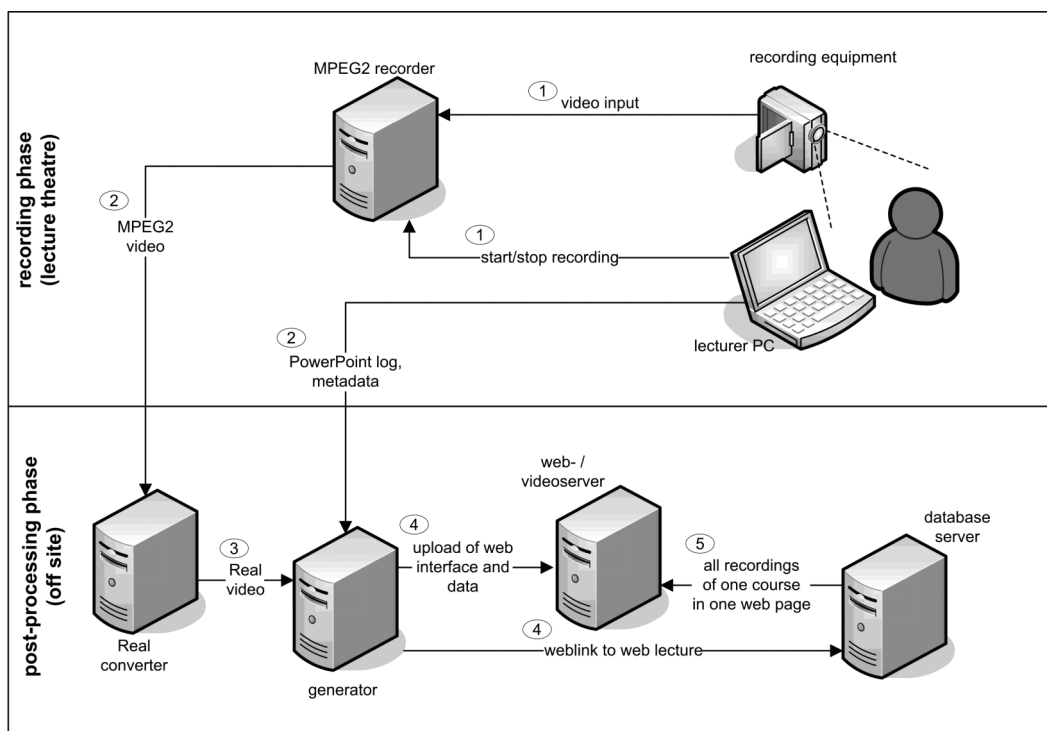 recording phase
(lecture theatre)
MPEG2 recorder
recording equipment
1
video input
2
MPEG2
video
1
start/stop recording
lecturer PC
2
PowerPoint log,
metadata
post-processing phase
(off site)
web- /
videoserver
database
server
3
Real
video
4
upload of web
interface and
data
5
all recordings
of one course
in one web page
4
weblink to web lecture
Real
converter
generator